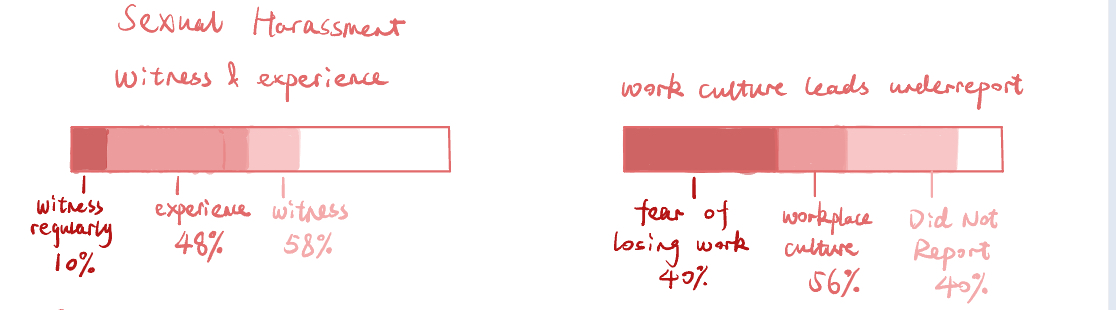 Sexual Harassment
witness & experience
witness
regularly
10%
experience
48%
witness
58%
work culture leads underreport
fear of
losing work
40%
workplace
culture
56%
Did Not
Report
40%